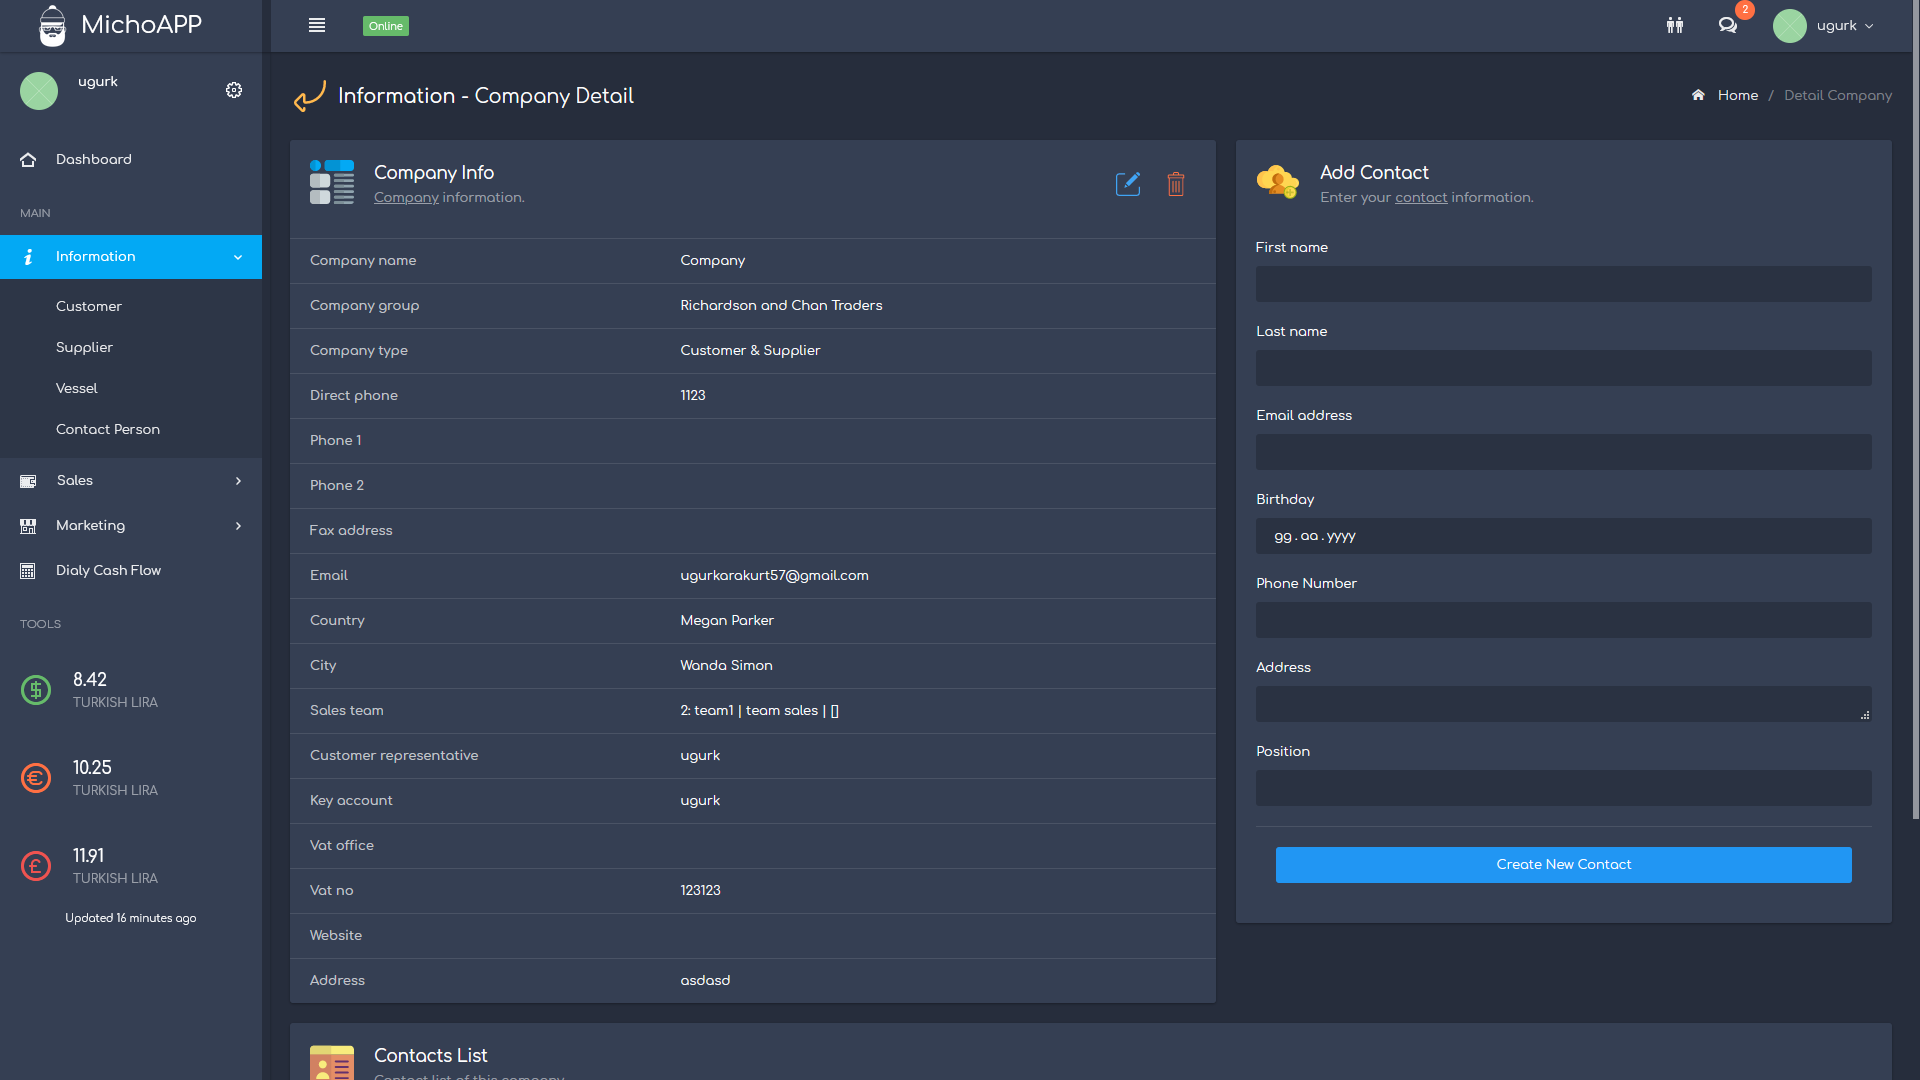 MichoAPP
Online
2
ugurk
ugurk
Dashboard
MAIN
Information
Customer
Supplier
Vessel
Contact Person
Sales
Marketing
Dialy Cash Flow
TOOLS
8.42
TURKISH LIRA
10.25
TURKISH LIRA
11.91
TURKISH LIRA
Updated 16 minutes ago
Information - Company Detail
Home / Detail Company
Company Info
Company information.
Company name Company
Company group Richardson and Chan Traders
Company type Customer & Supplier
Direct phone 1123
Phone 1
Phone 2
Fax address
Email ugurkarakurt57@gmail.com
Country Megan Parker
City Wanda Simon
Sales team 2: team1 | team sales | []
Customer representative ugurk
Key account ugurk
Vat office
Vat no 123123
Website
Address asdasd
Add Contact
Enter your contact information.
First name
Last name
Email address
Birthday
gg.aa.yyyy
Phone Number
Address
Position
Create New Contact
Contacts List
Contact list of this company